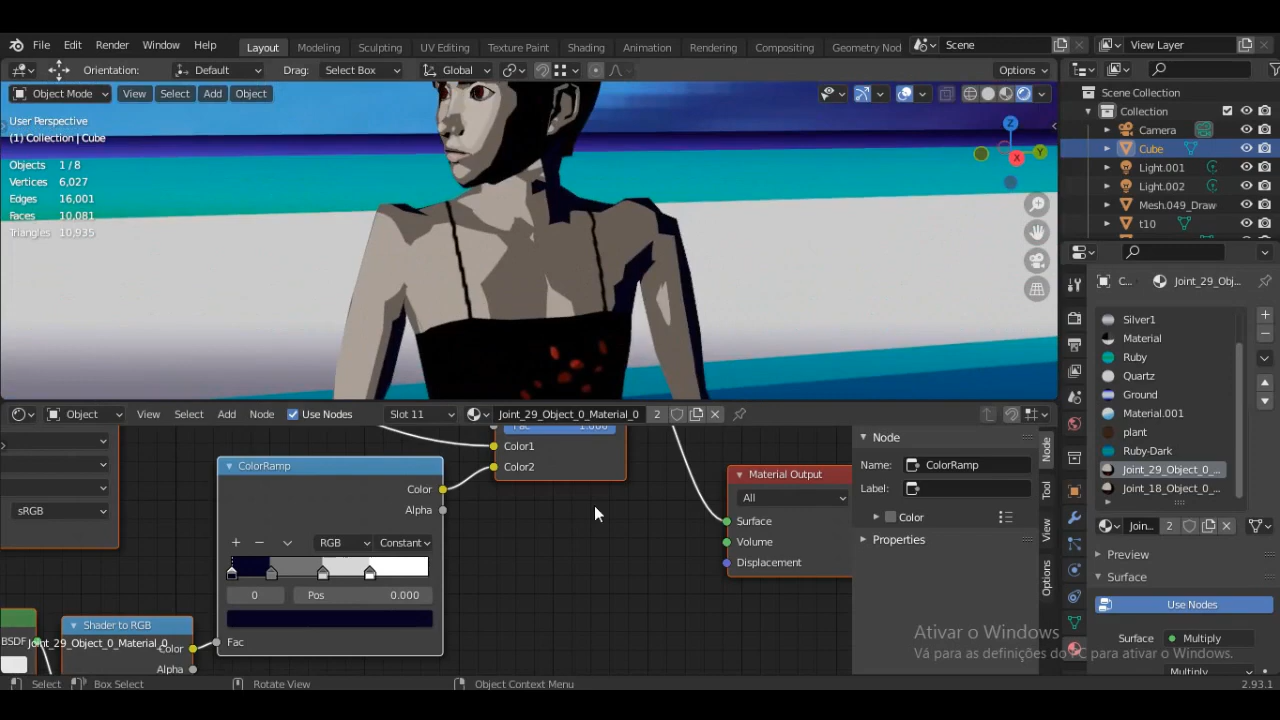 File Edit Render Window Help Layout Modeling Sculpting UV Editing Texture Paint Shading Animation Rendering Compositing Geometry Nod Scene View Layer
Orientation: Default Drag: Select Box Global Options
Object Mode View Select Add Object
User Perspective
(1) Collection | Cube
Objects 1 / 8
Vertices 6,027
Edges 16,001
Faces 10,081
Triangles 10,935
Z
Y
X
Scene Collection
Collection
Camera
Cube
Light.001
Light.002
Mesh.049_Draw
t10
C... Joint_29_Obj...
Silver1
Material
Ruby
Quartz
Ground
Material.001
plant
Ruby-Dark
Joint_29_Object_0_...
Joint_18_Object_0_...
Join... 2
Preview
Surface
Use Nodes
Surface Multiply
Multiply
Object View Select Add Node Use Nodes Slot 11 Joint_29_Object_0_Material_0 2
sRGB
Fac 1.000
Color1
Color2
ColorRamp
Color
Alpha
RGB Constant
0 Pos 0.000
Fac
BSDF
Shader to RGB
Joint_29_Object_0_Material_0
Color
Alpha
Material Output
All
Surface
Volume
Displacement
Node
Name: ColorRamp
Label:
Color
Properties
Node
Tool
View
Options
Ativar o Windows
Vá para as definições do PC para ativar o Windows.
Select Box Select Rotate View Object Context Menu 2.93.1